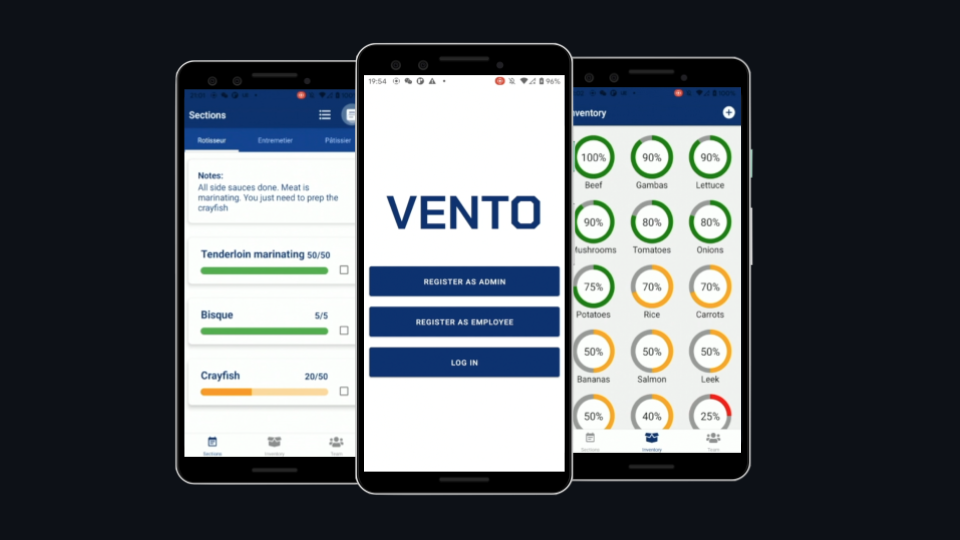 Sections
Rotisseur
Entremetier
Pâtissier
Notes:
All side sauces done. Meat is
marinating. You just need to prep the
crayfish
Tenderloin marinating 50/50
Bisque 5/5
Crayfish 20/50
Sections
Inventory
Team
19:54
96%
VENTO
REGISTER AS ADMIN
REGISTER AS EMPLOYEE
LOG IN
100%
nventory
100% 90% 90%
Beef Gambas Lettuce
90% 80% 80%
Mushrooms Tomatoes Onions
75% 70% 70%
Potatoes Rice Carrots
50% 50% 50%
Bananas Salmon Leek
50% 40% 25%
Sections Inventory Team